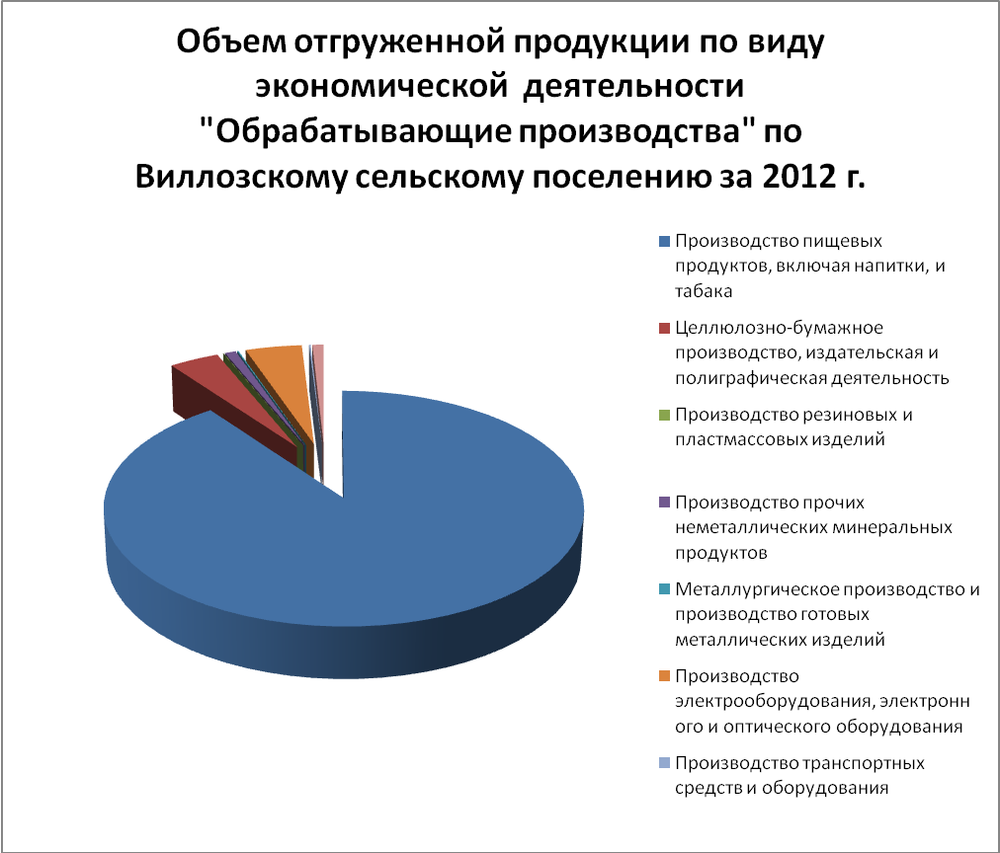 Объем отгруженной продукции по виду
экономической деятельности
"Обрабатывающие производства" по
Виллозскому сельскому поселению за 2012 г.
Производство пищевых
продуктов, включая напитки, и
табака
Целлюлозно-бумажное
производство, издательская и
полиграфическая деятельность
Производство резиновых и
пластмассовых изделий
Производство прочих
неметаллических минеральных
продуктов
Металлургическое производство и
производство готовых
металлических изделий
Производство
электрооборудования, электронн
ого и оптического оборудования
Производство транспортных
средств и оборудования